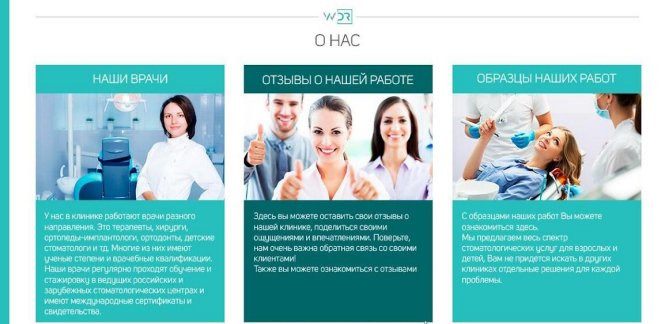 WDR
О НАС
НАШИ ВРАЧИ
У нас в клинике работают врачи разного
направления. Это терапевты, хирурги,
ортопеды-имплантологи, ортодонты, детские
стоматологи и тд. Многие из них имеют
ученые степени и врачебные квалификации.
Наши врачи регулярно проходят обучение и
стажировку в ведущих российских и
зарубежных стоматологических центрах и
имеют международные сертификаты и
свидетельства.
ОТЗЫВЫ О НАШЕЙ РАБОТЕ
Здесь вы можете оставить свои отзывы о
нашей клинике, поделиться своими
ощущениями и впечатлениями. Поверьте,
нам очень важна обратная связь со своими
клиентами!
Также вы можете ознакомиться с отзывами
ОБРАЗЦЫ НАШИХ РАБОТ
С образцами наших работ Вы можете
ознакомиться здесь.
Мы предлагаем весь спектр
стоматологических услуг для взрослых и
детей, Вам не придется искать в других
клиниках отдельные решения для каждой
проблемы.